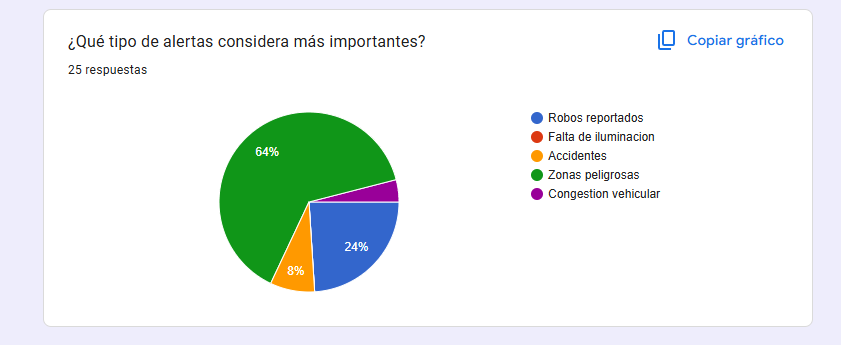 ¿Qué tipo de alertas considera más importantes?
Copiar gráfico
25 respuestas
64%
24%
8%
Robos reportados
Falta de iluminacion
Accidentes
Zonas peligrosas
Congestion vehicular